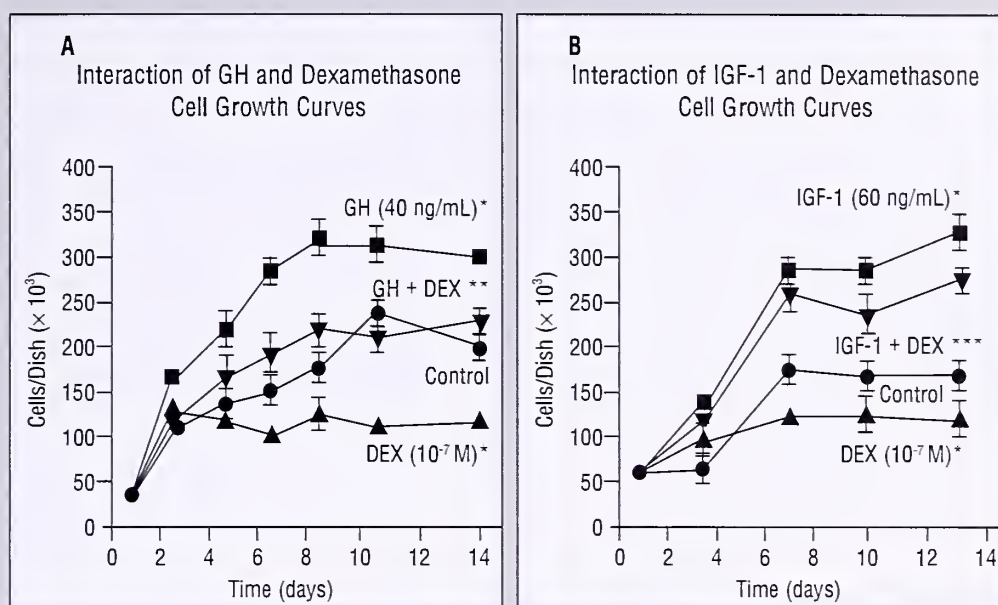 A
Interaction of GH and Dexamethasone
Cell Growth Curves
400
350
300
250
200
150
100
50
0
Cells/Dish (× 10³)
GH (40 ng/mL)*
GH + DEX **
Control
DEX (10⁻⁷ M)*
0 2 4 6 8 10 12 14
Time (days)
B
Interaction of IGF-1 and Dexamethasone
Cell Growth Curves
400
350
300
250
200
150
100
50
0
Cells/Dish (× 10³)
IGF-1 (60 ng/mL)*
IGF-1 + DEX ***
Control
DEX (10⁻⁷ M)*
0 2 4 6 8 10 12 14
Time (days)